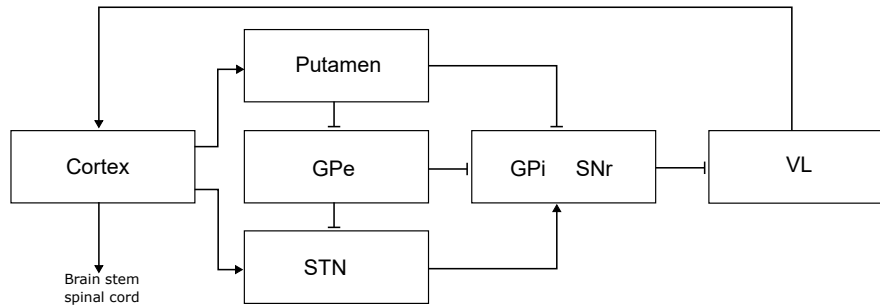 Putamen
Cortex
GPe
GPi SNr
VL
STN
Brain stem
spinal cord